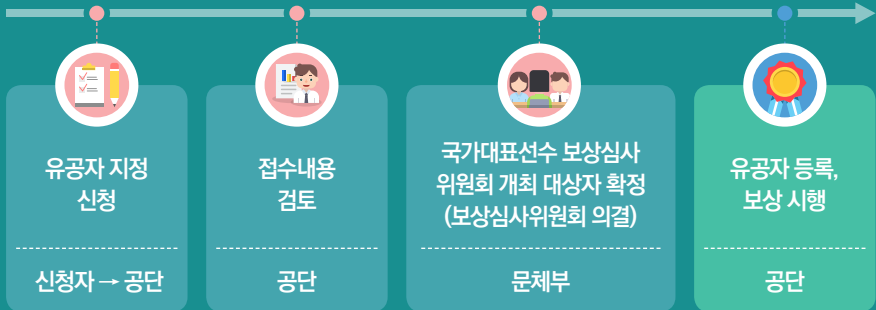 유공자 지정
신청
신청자 → 공단
접수내용
검토
공단
국가대표선수 보상심사
위원회 개최 대상자 확정
(보상심사위원회 의결)
문체부
유공자 등록,
보상 시행
공단